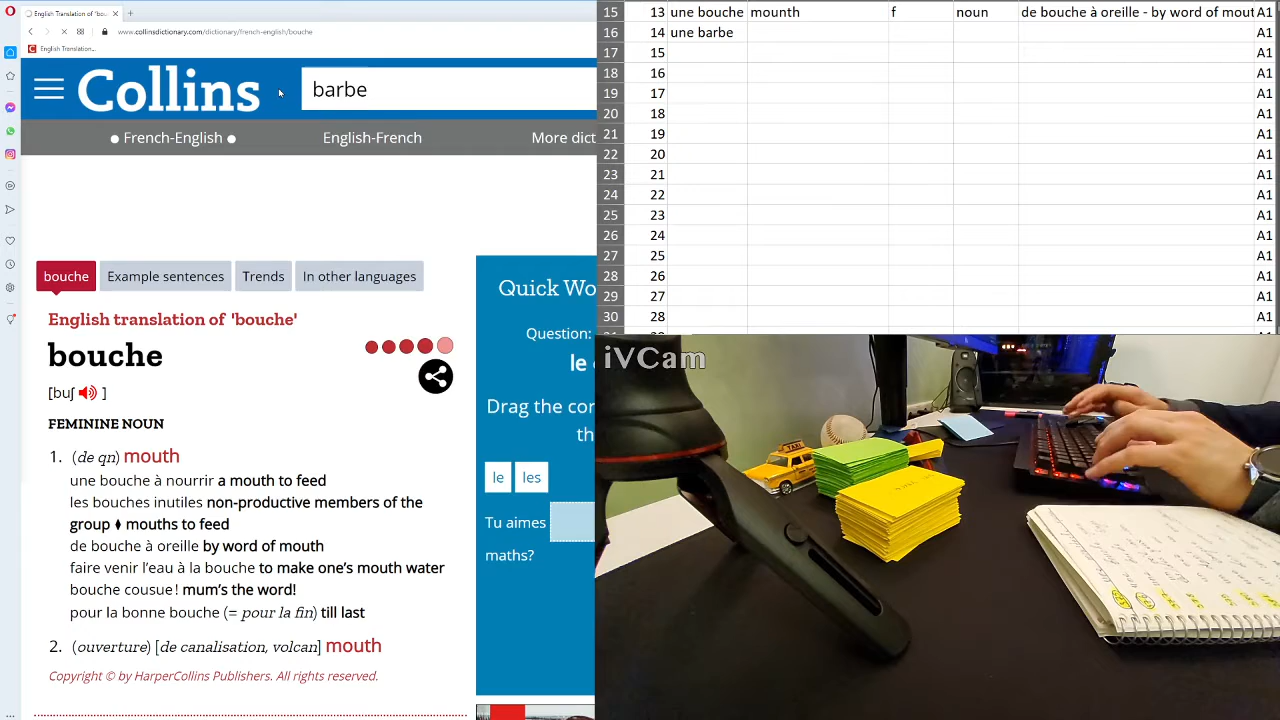 English Translation of 'bou
www.collinsdictionary.com/dictionary/french-english/bouche
English Translation...
Collins
barbe
French-English
English-French
More dict
bouche
Example sentences
Trends
In other languages
English translation of 'bouche'
bouche
[buʃ ]
FEMININE NOUN
1. (de qn) mouth
une bouche à nourrir a mouth to feed
les bouches inutiles non-productive members of the
group ⧫ mouths to feed
de bouche à oreille by word of mouth
faire venir l'eau à la bouche to make one's mouth water
bouche cousue! mum's the word!
pour la bonne bouche (= pour la fin) till last
2. (ouverture) [de canalisation, volcan] mouth
Copyright © by HarperCollins Publishers. All rights reserved.
Quick Wo
Question:
le
Drag the cor
th
le les
Tu aimes
maths?
15 13 une bouche mounth f noun de bouche à oreille - by word of mout A1
16 14 une barbe A1
17 15 A1
18 16 A1
19 17 A1
20 18 A1
21 19 A1
22 20 A1
23 21 A1
24 22 A1
25 23 A1
26 24 A1
27 25 A1
28 26 A1
29 27 A1
30 28 A1
iVCam
TAXI